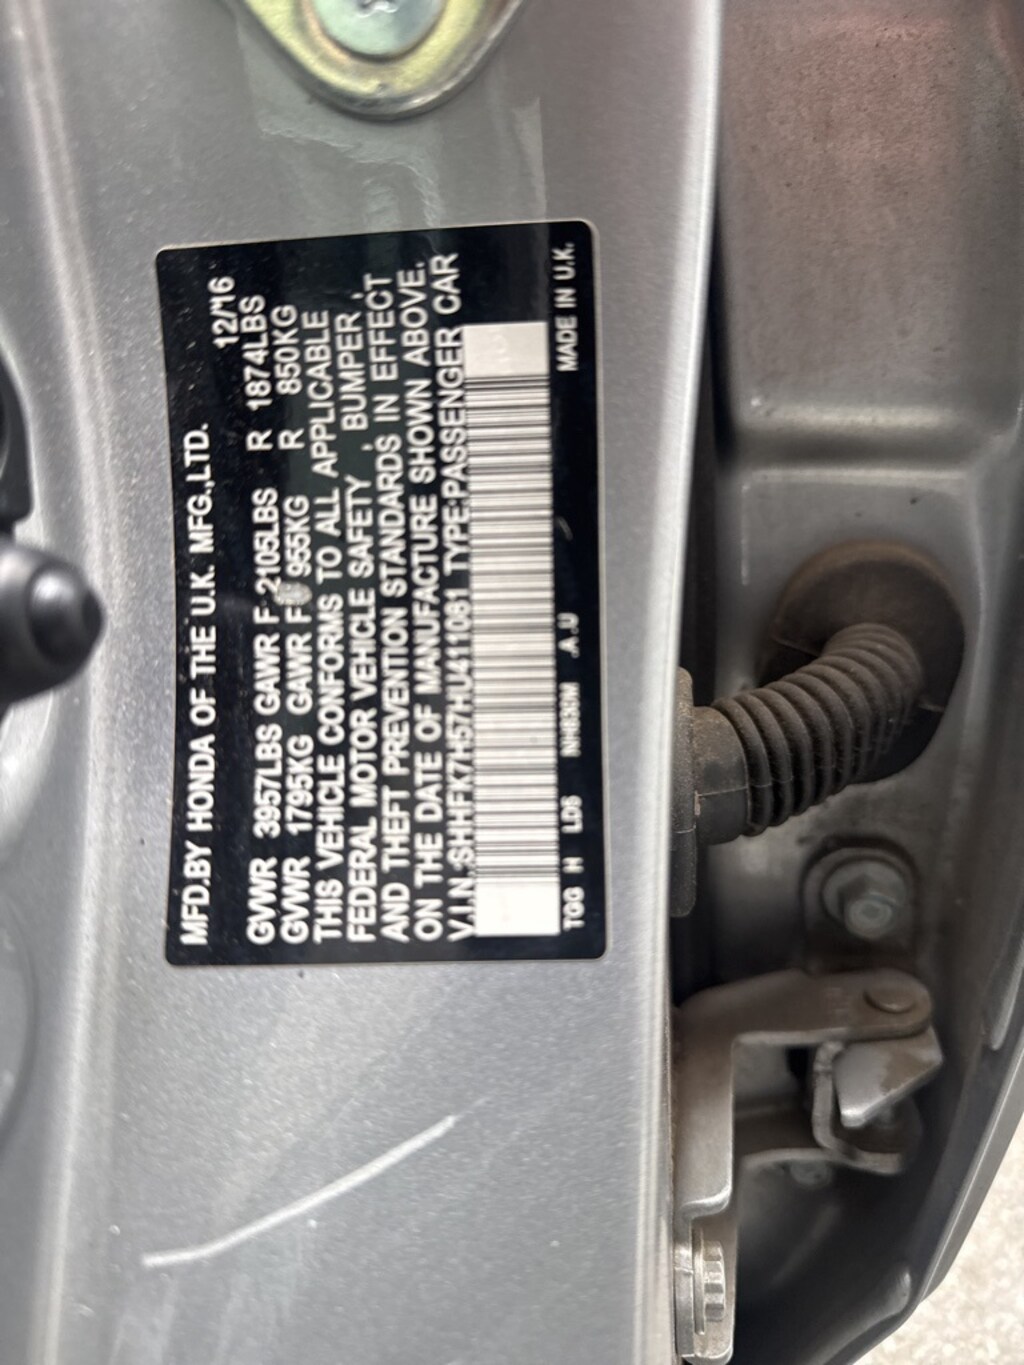 MFD.BY HONDA OF THE U.K. MFG.,LTD. 12/16
GVWR 3957LBS GAWR F 2105LBS R 1874LBS
GVWR 1795KG GAWR F 955KG R 850KG
THIS VEHICLE CONFORMS TO ALL APPLICABLE
FEDERAL MOTOR VEHICLE SAFETY, BUMPER,
AND THEFT PREVENTION STANDARDS IN EFFECT
ON THE DATE OF MANUFACTURE SHOWN ABOVE.
V.I.N.:SHHFK7H57HU411081 TYPE:PASSENGER CAR
TGG H LDS NH830M .A.U MADE IN U.K.